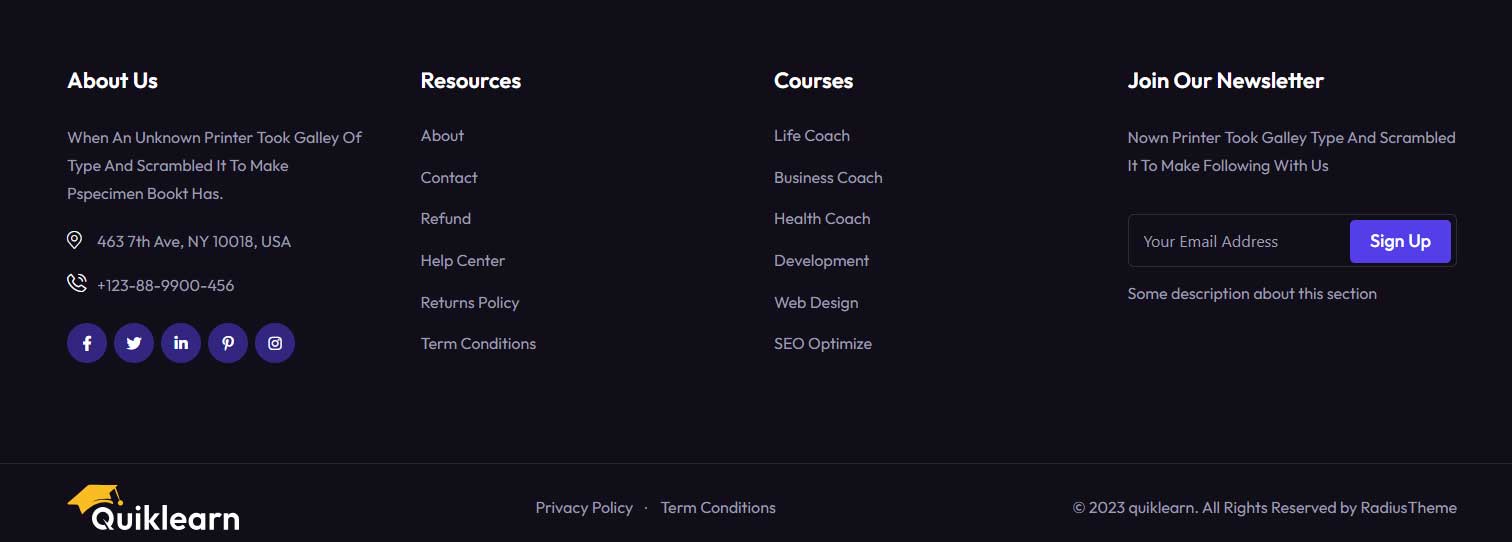 About Us
When An Unknown Printer Took Galley Of
Type And Scrambled It To Make
Pspecimen Bookt Has.
463 7th Ave, NY 10018, USA
+123-88-9900-456
Resources
About
Contact
Refund
Help Center
Returns Policy
Term Conditions
Courses
Life Coach
Business Coach
Health Coach
Development
Web Design
SEO Optimize
Join Our Newsletter
Nown Printer Took Galley Type And Scrambled
It To Make Following With Us
Your Email Address
Sign Up
Some description about this section
Quiklearn
Privacy Policy · Term Conditions
© 2023 quiklearn. All Rights Reserved by RadiusTheme